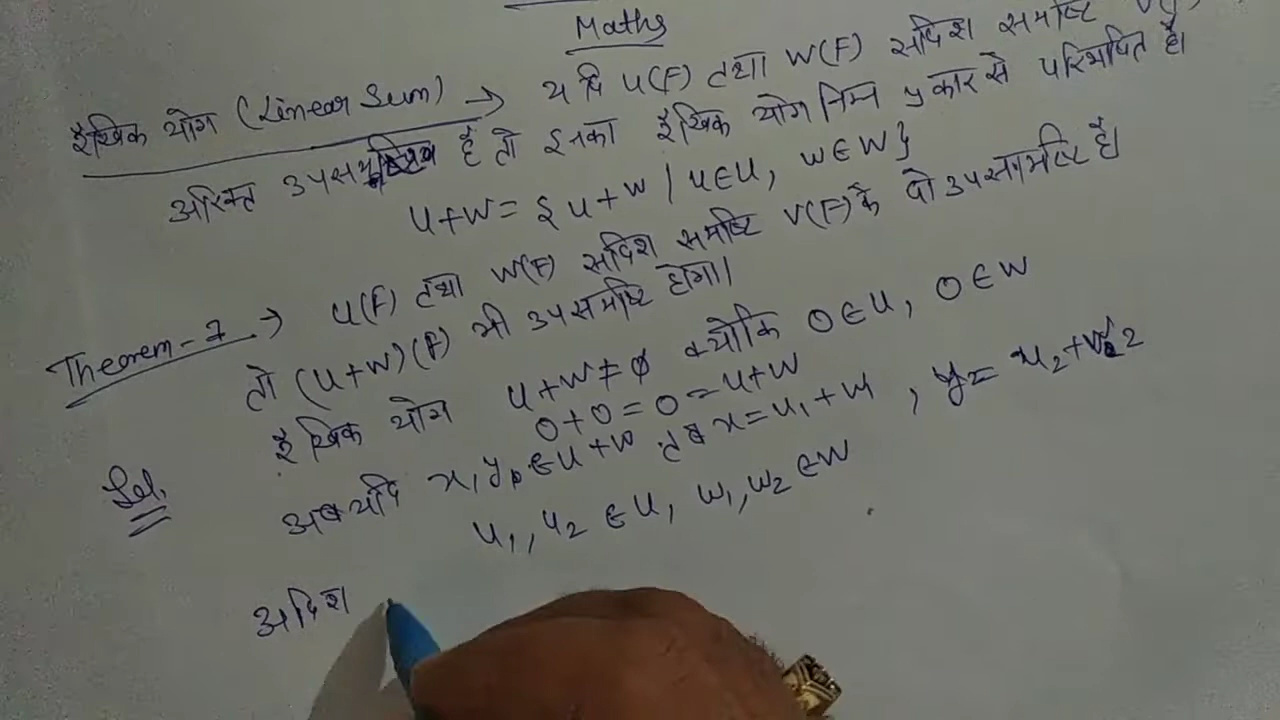 Maths
रैखिक योग (Linear Sum) → यदि U(F) तथा W(F) सदिश समष्टि
अरिक्त उपसमष्टि है तो इनका रैखिक योग निम्न प्रकार से परिभाषित है।
U+W = { u+w | u∈U, w∈W }
Theorem-7 → U(F) तथा W(F) सदिश समष्टि V(F) के दो उपसमष्टि है।
तो (U+W)(F) भी उपसमष्टि होगा।
Sol. रैखिक योग U+W ≠ ϕ क्योकि 0∈U, 0∈W
0+0=0=U+W
अब यदि x, y ∈ U+W तब x = u₁+w₁, y = u₂+w₂
u₁, u₂ ∈ U, w₁, w₂ ∈ W
अदिश